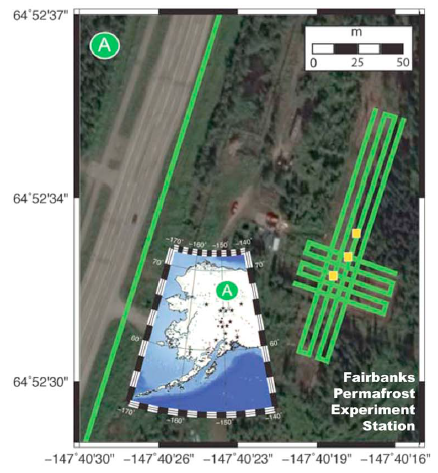 64˚52'37"
A
m
0 25 50
64˚52'34"
-170˚ -160˚ -150˚ -140˚
70˚ 70˚
A
60˚ 60˚
64˚52'30"
-170˚ -160˚ -150˚ -140˚
Fairbanks
Permafrost
Experiment
Station
−147˚40'30" −147˚40'26" −147˚40'23" −147˚40'19" −147˚40'16"